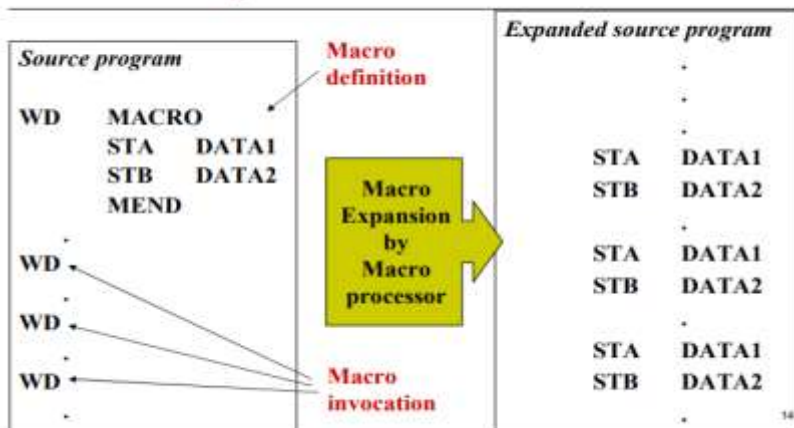 Source program
WD MACRO
STA DATA1
STB DATA2
MEND
.
WD
.
WD
.
WD
.
Macro
definition
Macro
Expansion
by
Macro
processor
Macro
invocation
Expanded source program
.
.
.
STA DATA1
STB DATA2
.
STA DATA1
STB DATA2
.
STA DATA1
STB DATA2
.
14